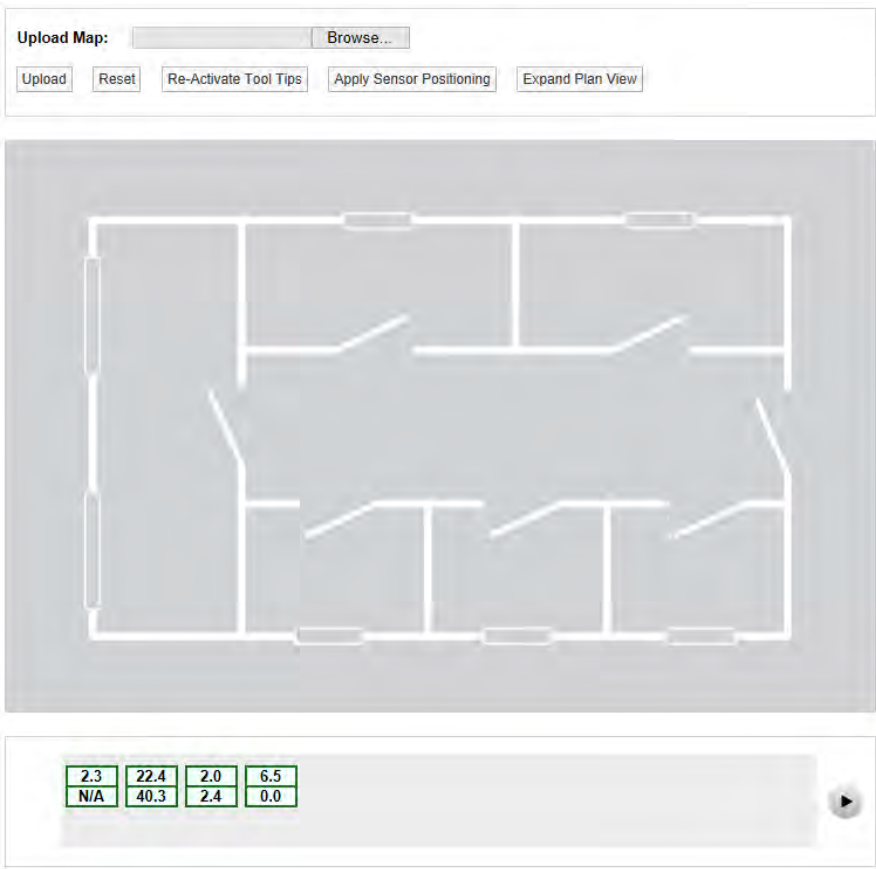 Upload Map: Browse...
Upload Reset Re-Activate Tool Tips Apply Sensor Positioning Expand Plan View
2.3 22.4 2.0 6.5
N/A 40.3 2.4 0.0